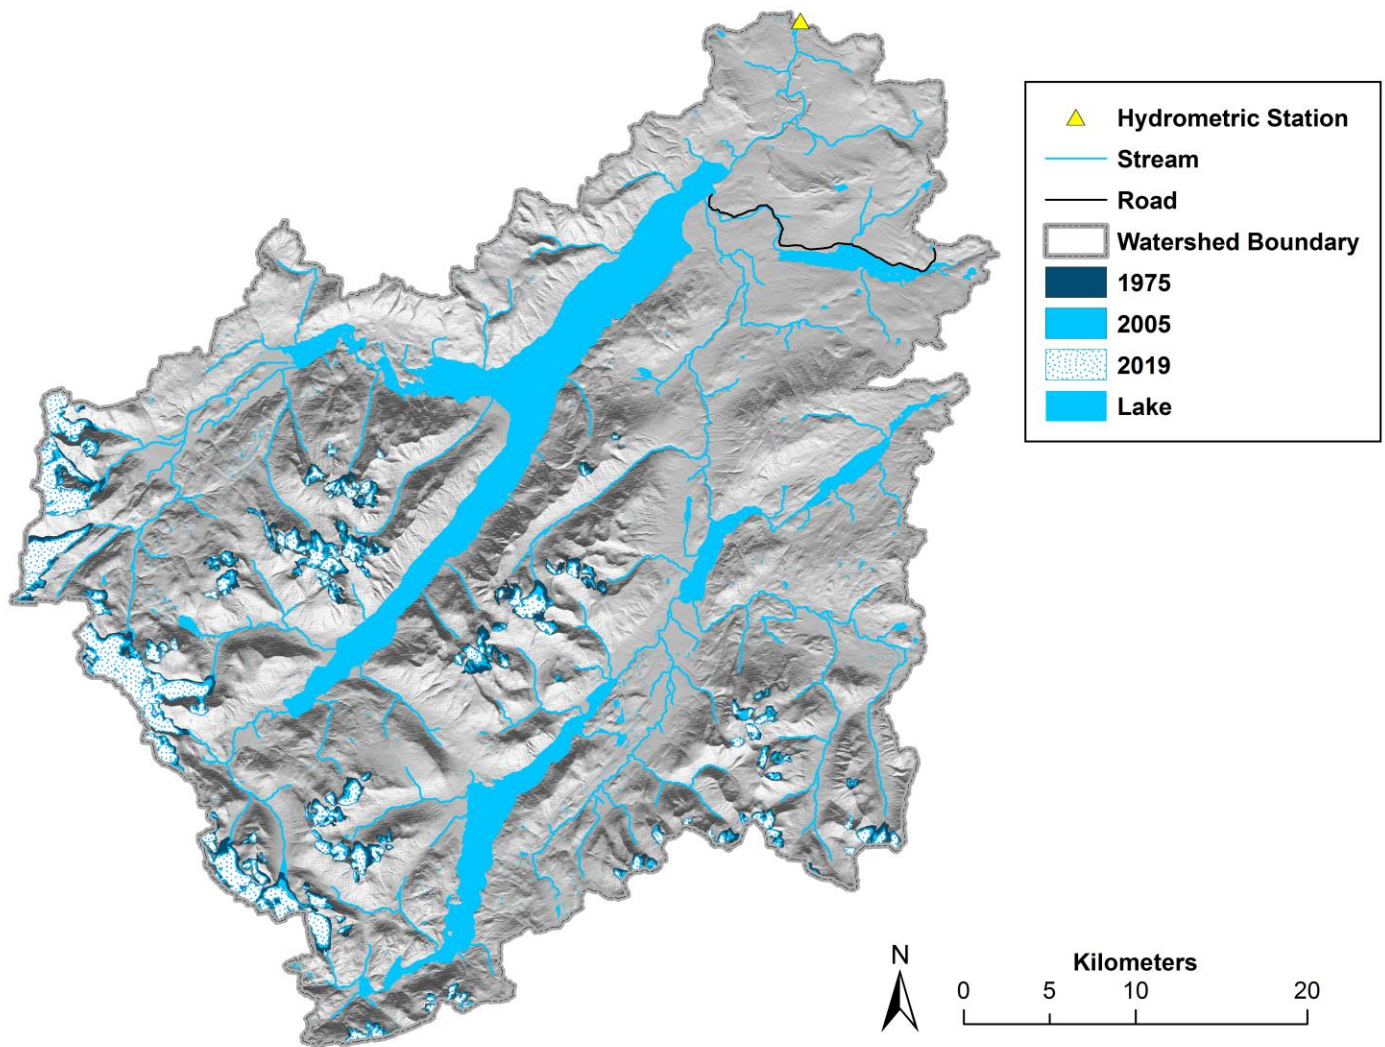 Hydrometric Station
Stream
Road
Watershed Boundary
1975
2005
2019
Lake
N
Kilometers
0 5 10 20